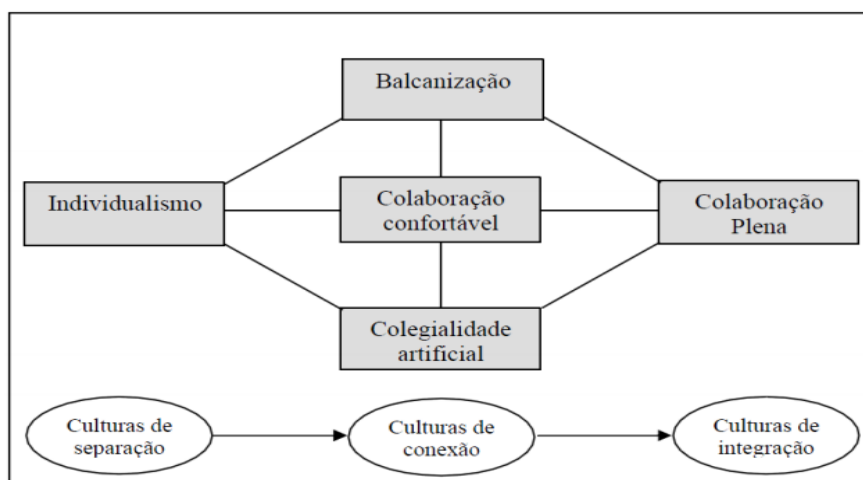 Balcanização
Individualismo
Colaboração
confortável
Colaboração
Plena
Colegialidade
artificial
Culturas de
separação
Culturas de
conexão
Culturas de
integração